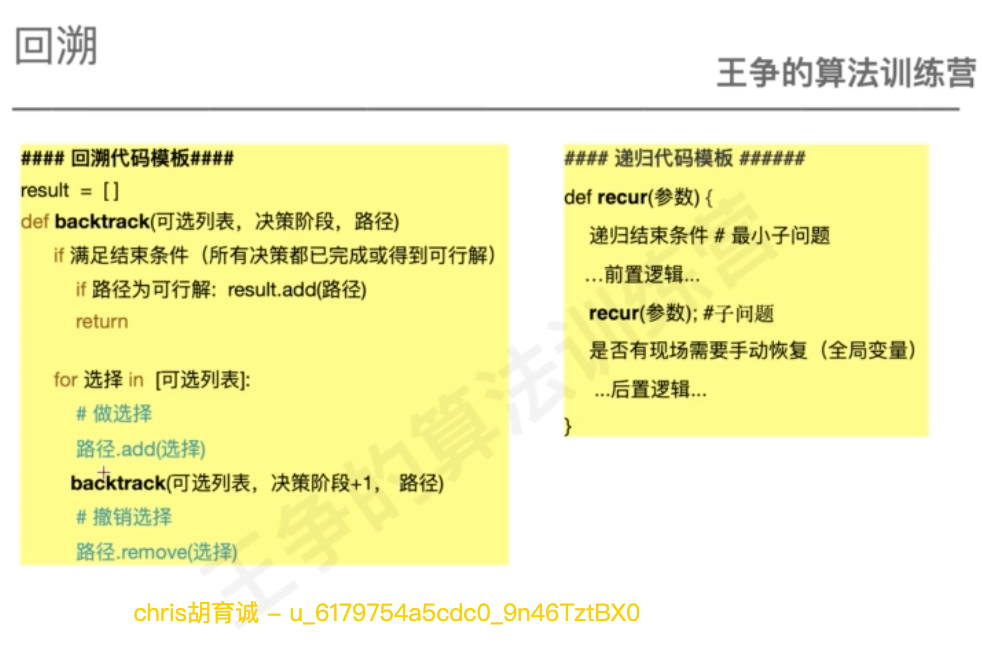 回溯
王争的算法训练营
#### 回溯代码模板####
result = [ ]
def backtrack(可选列表，决策阶段，路径)
if 满足结束条件（所有决策都已完成或得到可行解）
if 路径为可行解: result.add(路径)
return
for 选择 in [可选列表]:
# 做选择
路径.add(选择)
backtrack(可选列表，决策阶段+1， 路径)
# 撤销选择
路径.remove(选择)
#### 递归代码模板 ######
def recur(参数) {
递归结束条件 # 最小子问题
…前置逻辑...
recur(参数); #子问题
是否有现场需要手动恢复（全局变量）
...后置逻辑...
}
王争的算法训练营
chris胡育诚 – u_6179754a5cdc0_9n46TztBX0